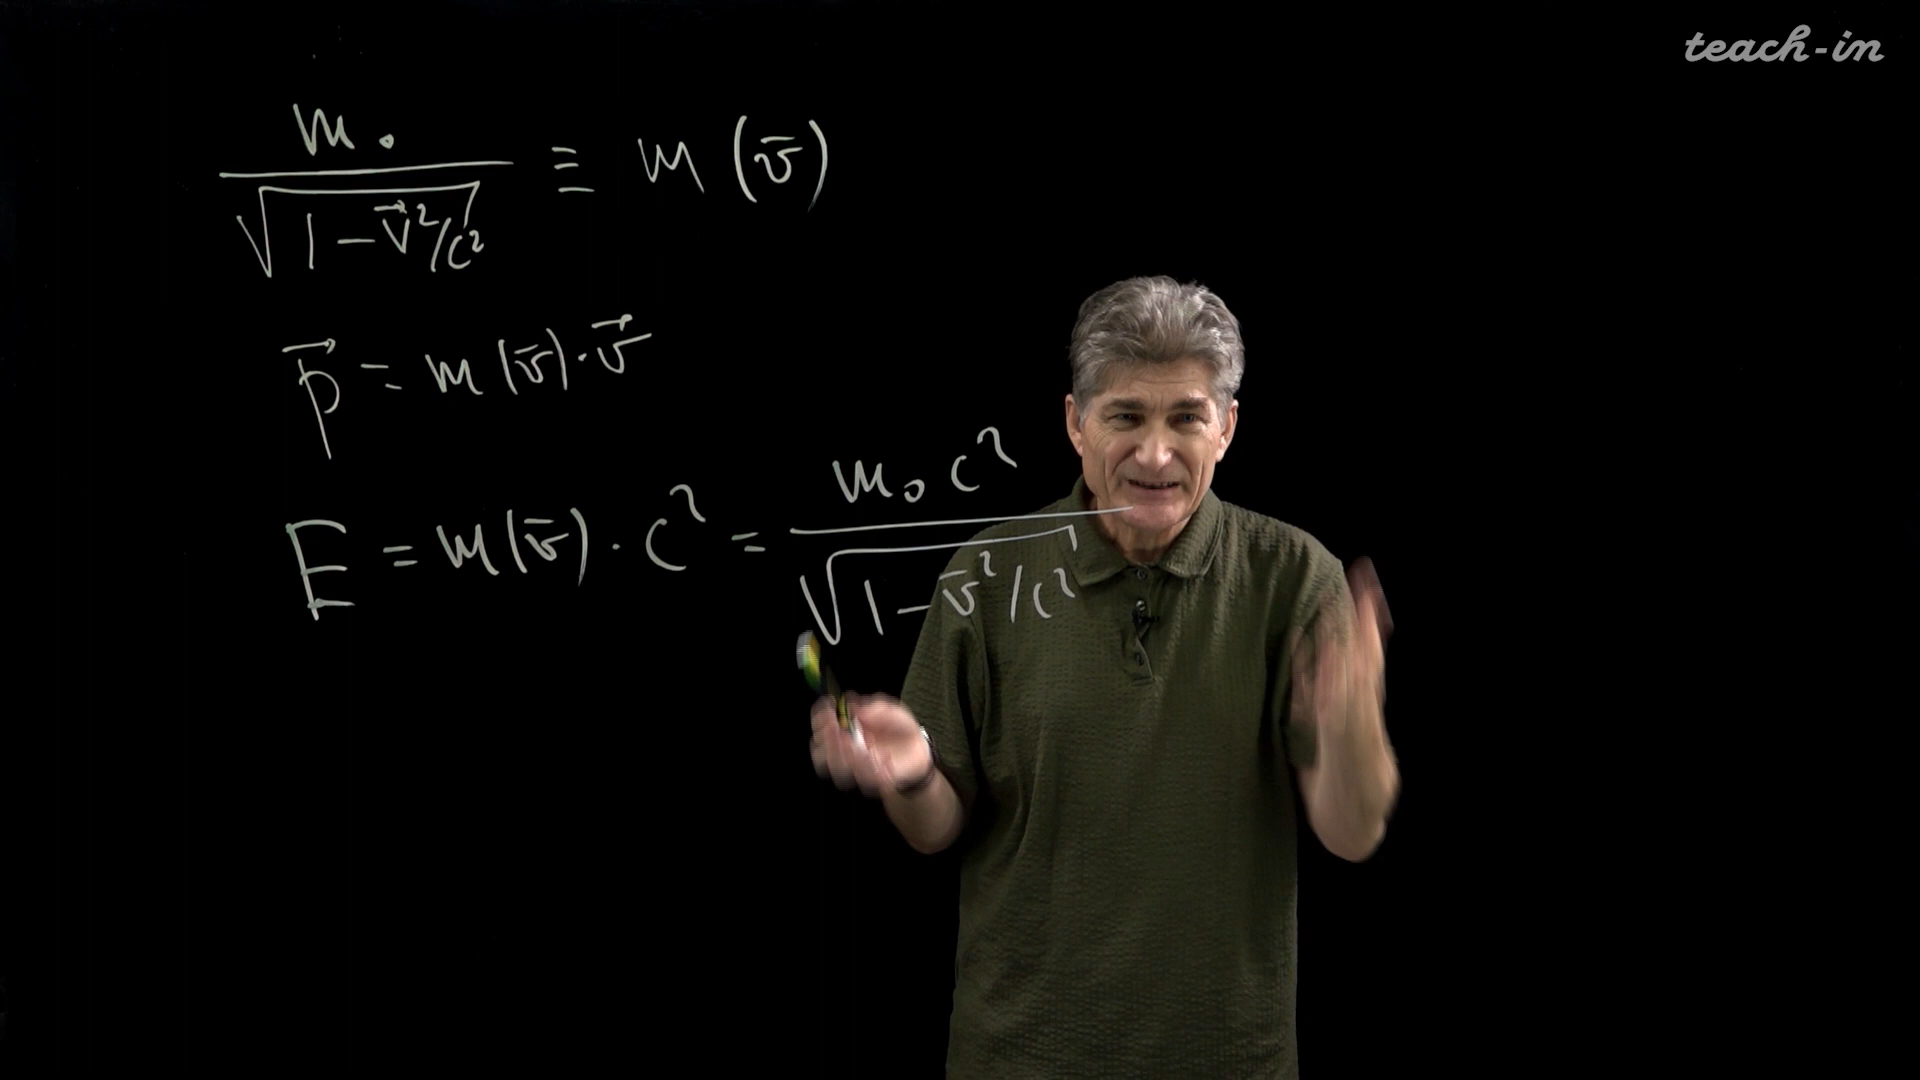 teach-in
m₀ / √(1 - v⃗²/c²) ≡ m(v̄)
p⃗ = m(v̄) · v⃗
E = m(v̄) · c² = m₀c² / √(1 - v̄²/c²)